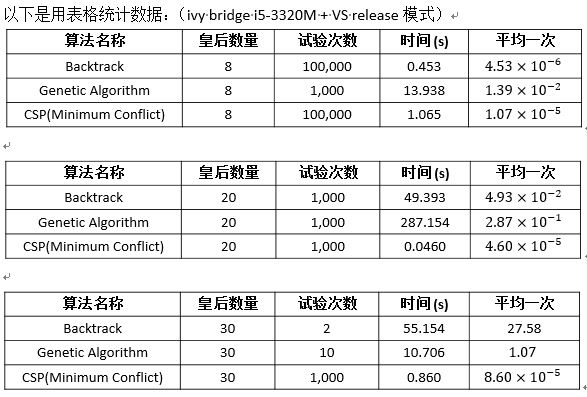 以下是用表格统计数据：（ivy·bridge·i5-3320M·+·VS·release 模式）
算法名称 皇后数量 试验次数 时间(s) 平均一次
Backtrack 8 100,000 0.453 4.53 × 10⁻⁶
Genetic Algorithm 8 1,000 13.938 1.39 × 10⁻²
CSP(Minimum Conflict) 8 100,000 1.065 1.07 × 10⁻⁵
算法名称 皇后数量 试验次数 时间(s) 平均一次
Backtrack 20 1,000 49.393 4.93 × 10⁻²
Genetic Algorithm 20 1,000 287.154 2.87 × 10⁻¹
CSP(Minimum Conflict) 20 1,000 0.0460 4.60 × 10⁻⁵
算法名称 皇后数量 试验次数 时间(s) 平均一次
Backtrack 30 2 55.154 27.58
Genetic Algorithm 30 10 10.706 1.07
CSP(Minimum Conflict) 30 1,000 0.860 8.60 × 10⁻⁵